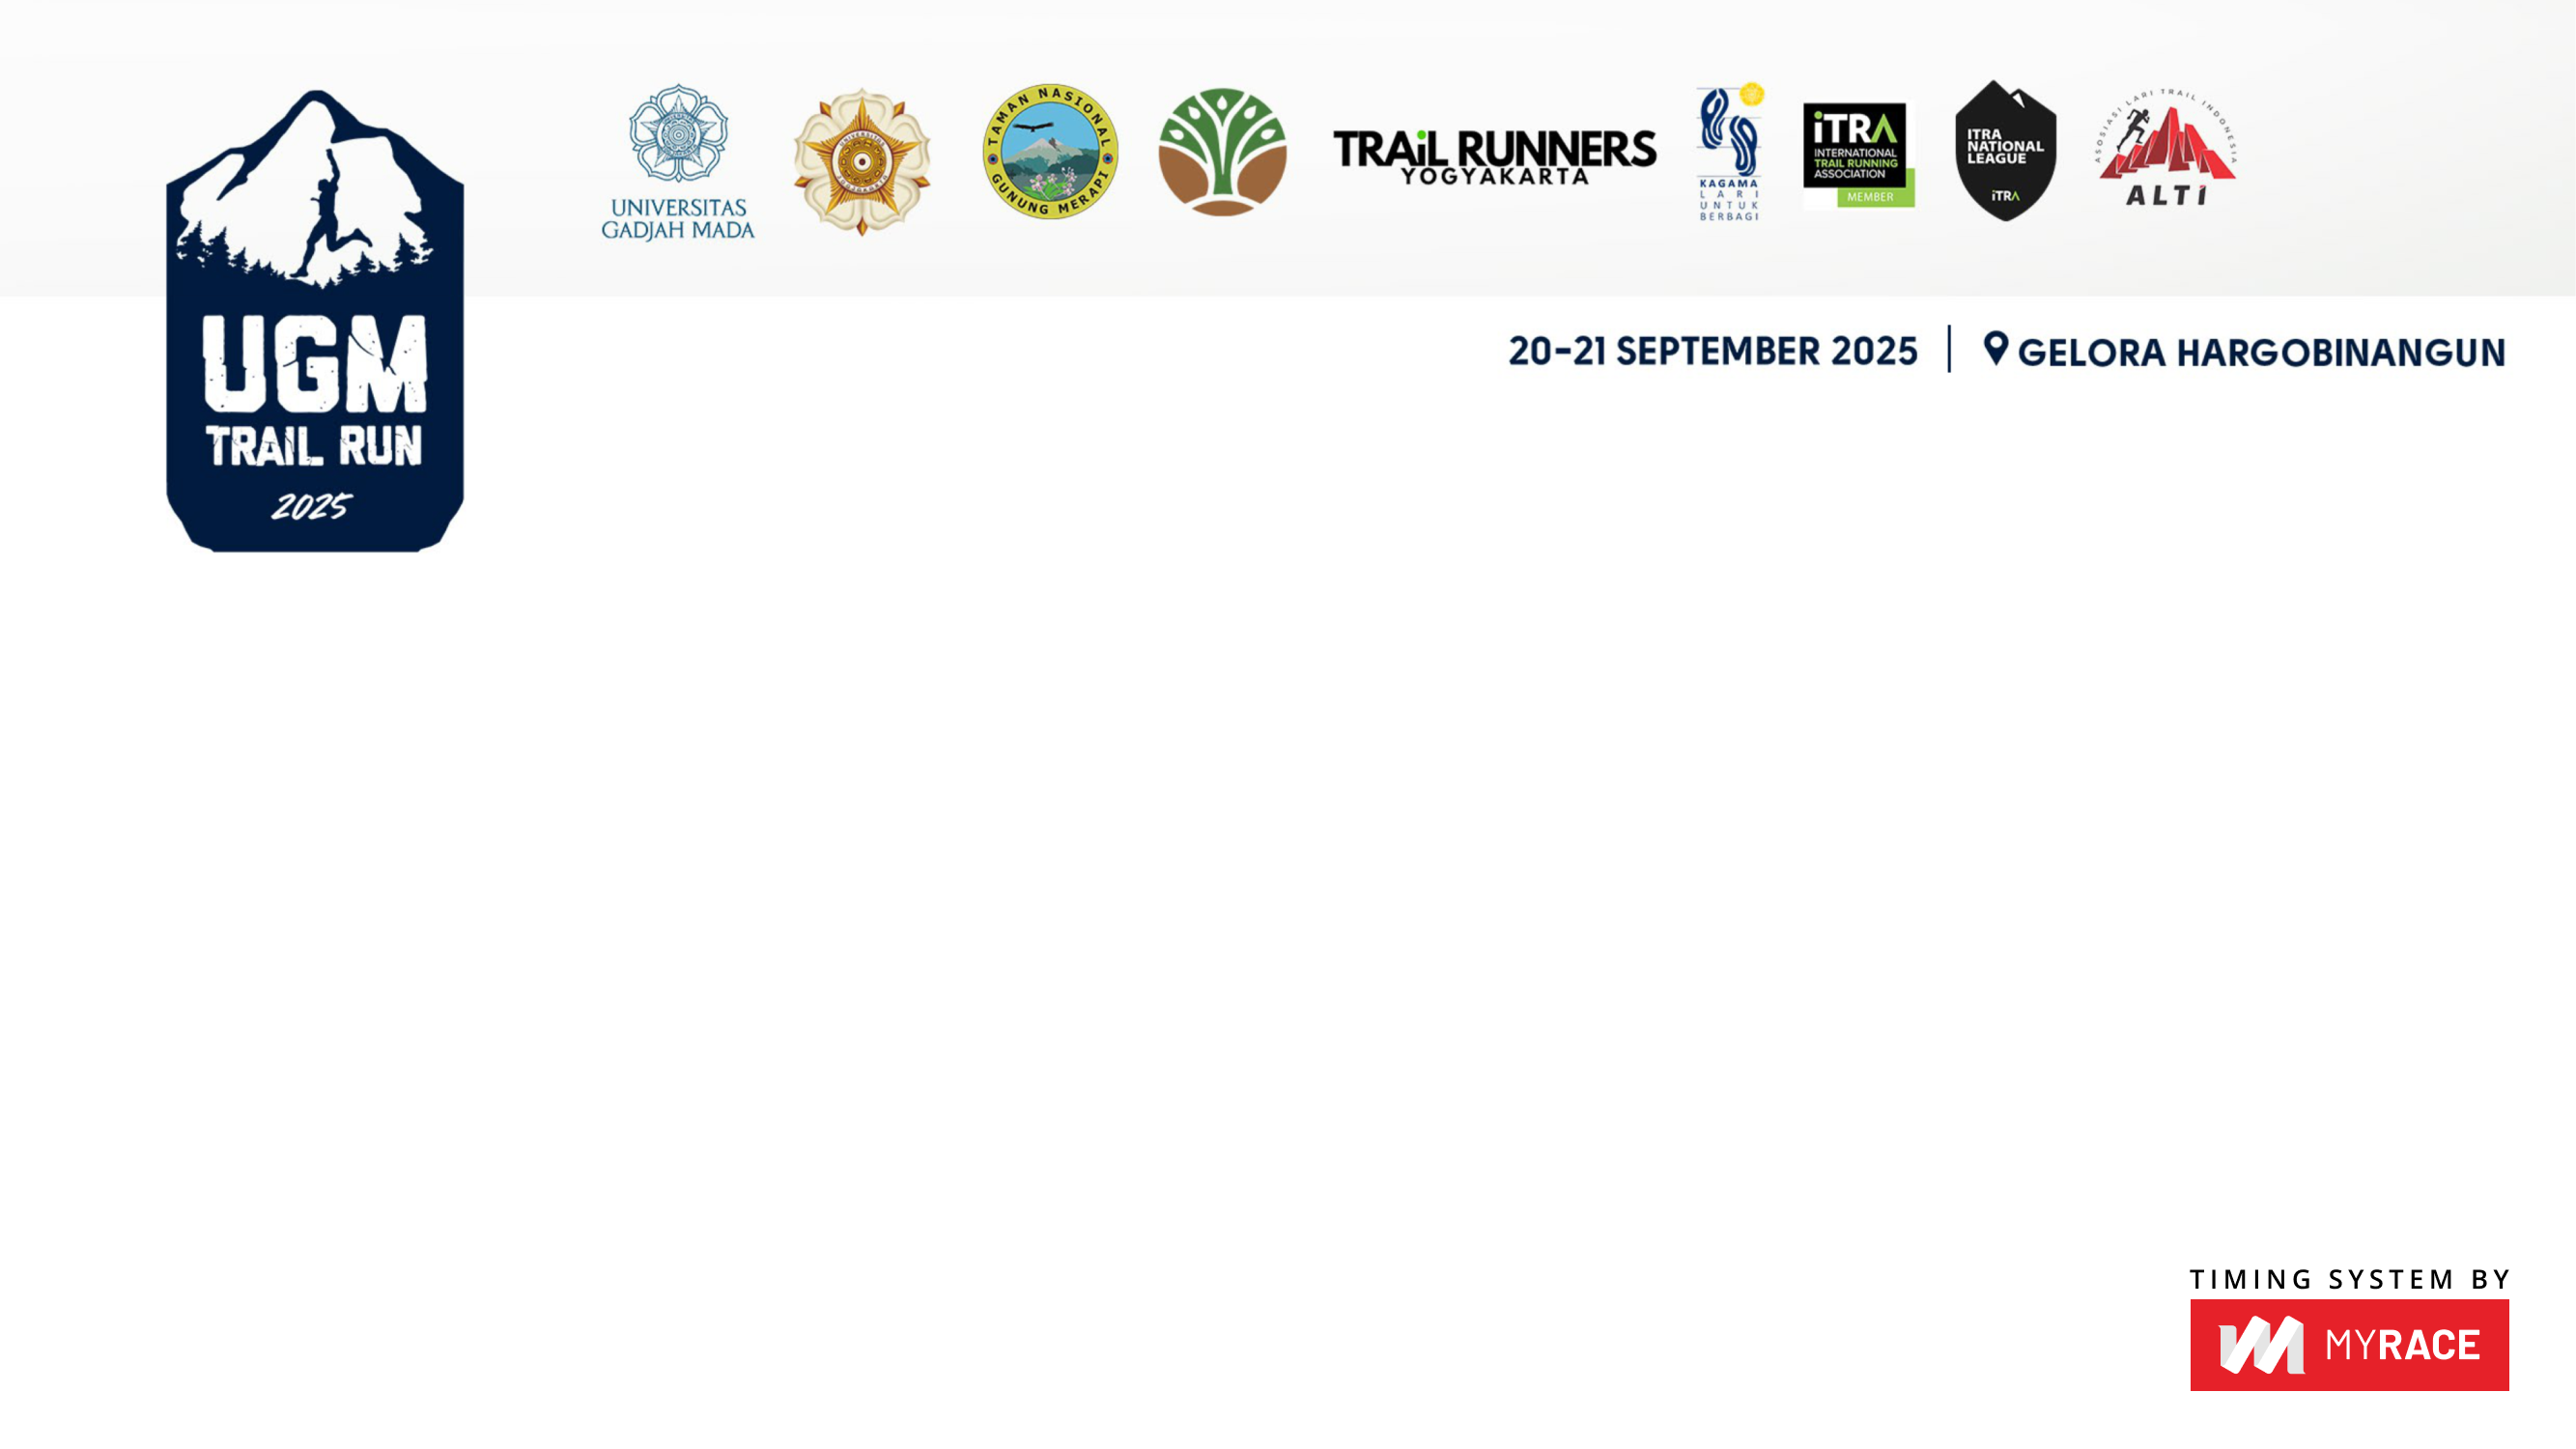 UNIVERSITAS
GADJAH MADA
TAMAN NASIONAL
GUNUNG MERAPI
TRAiL RUNNERS
YOGYAKARTA
KAGAMA
LARI
UNTUK
BERBAGI
iTRA
INTERNATIONAL
TRAIL RUNNING
ASSOCIATION
MEMBER
ITRA
NATIONAL
LEAGUE
iTRA
ASOSIASI LARI TRAIL INDONESIA
ALTI
UGM
TRAIL RUN
2025
20-21 SEPTEMBER 2025 | GELORA HARGOBINANGUN
TIMING SYSTEM BY
MYRACE